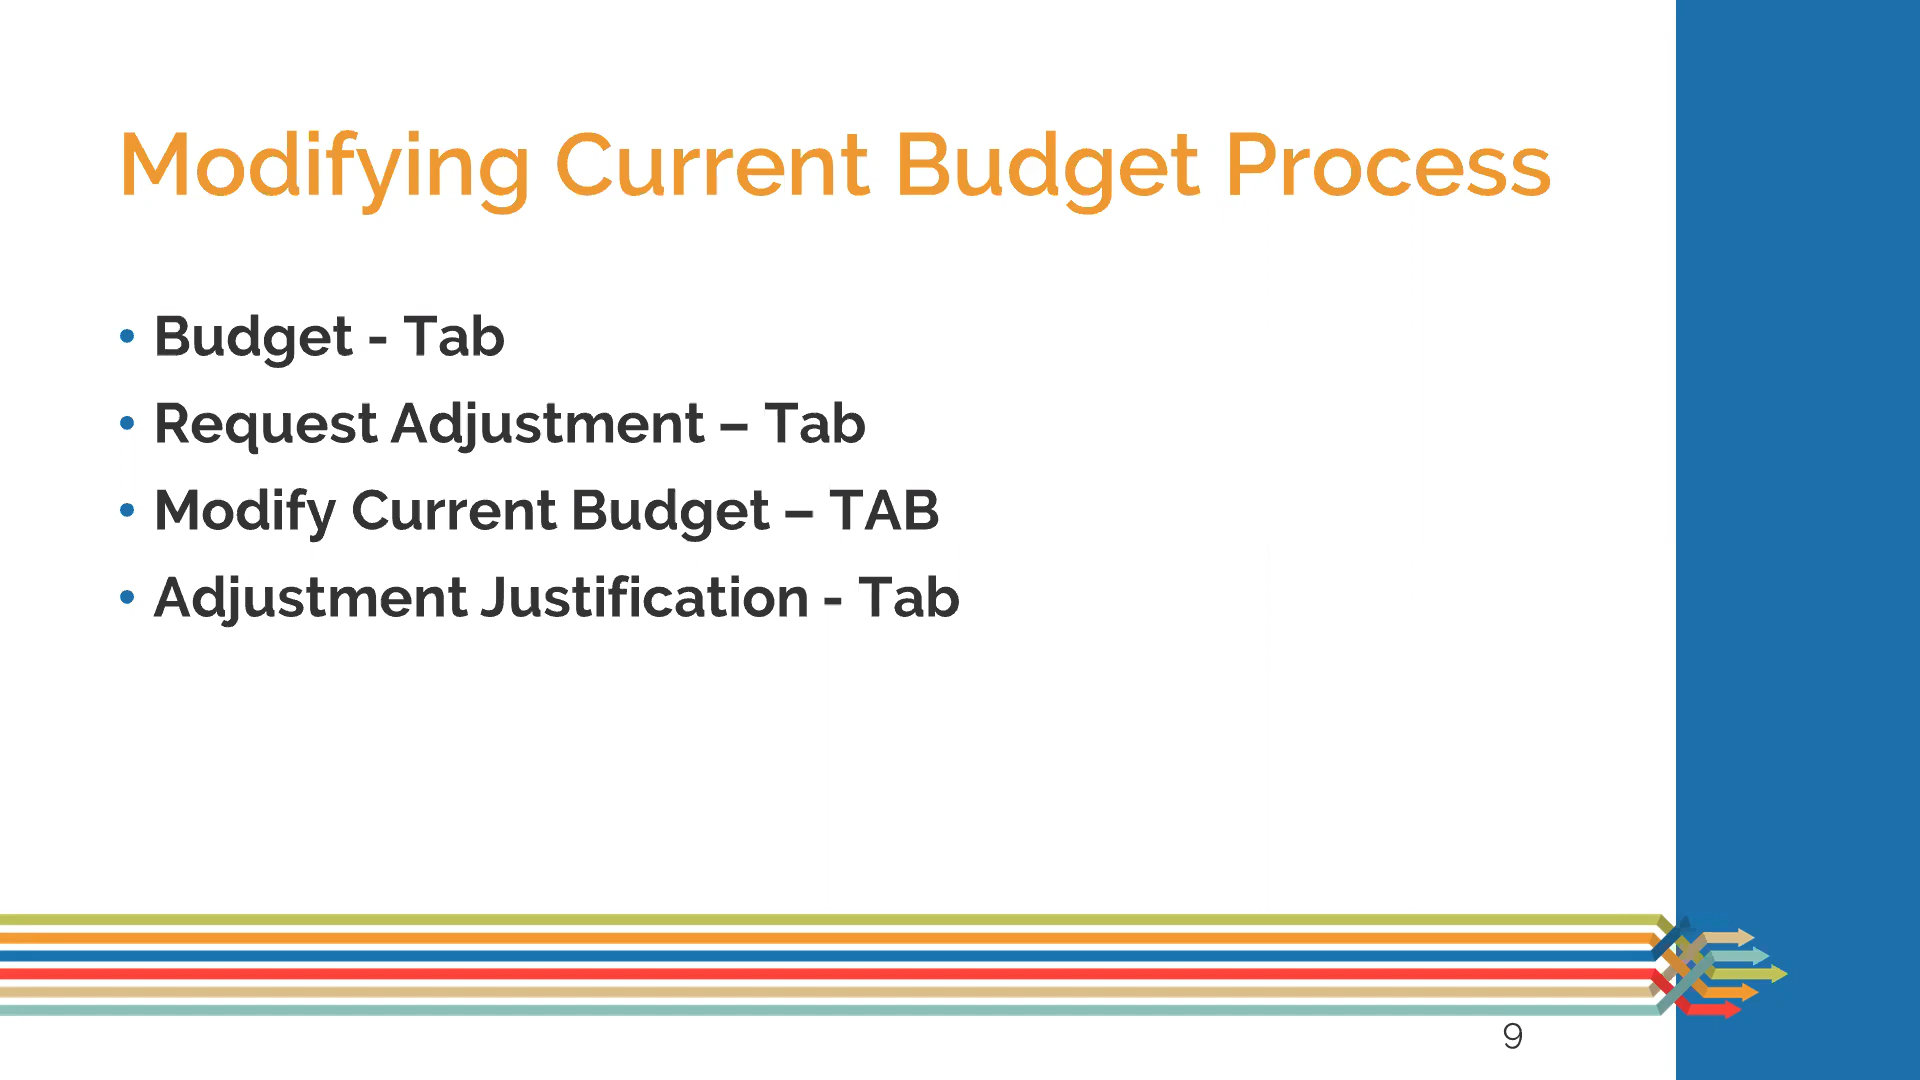 Modifying Current Budget Process
• Budget - Tab
• Request Adjustment – Tab
• Modify Current Budget – TAB
• Adjustment Justification - Tab
9